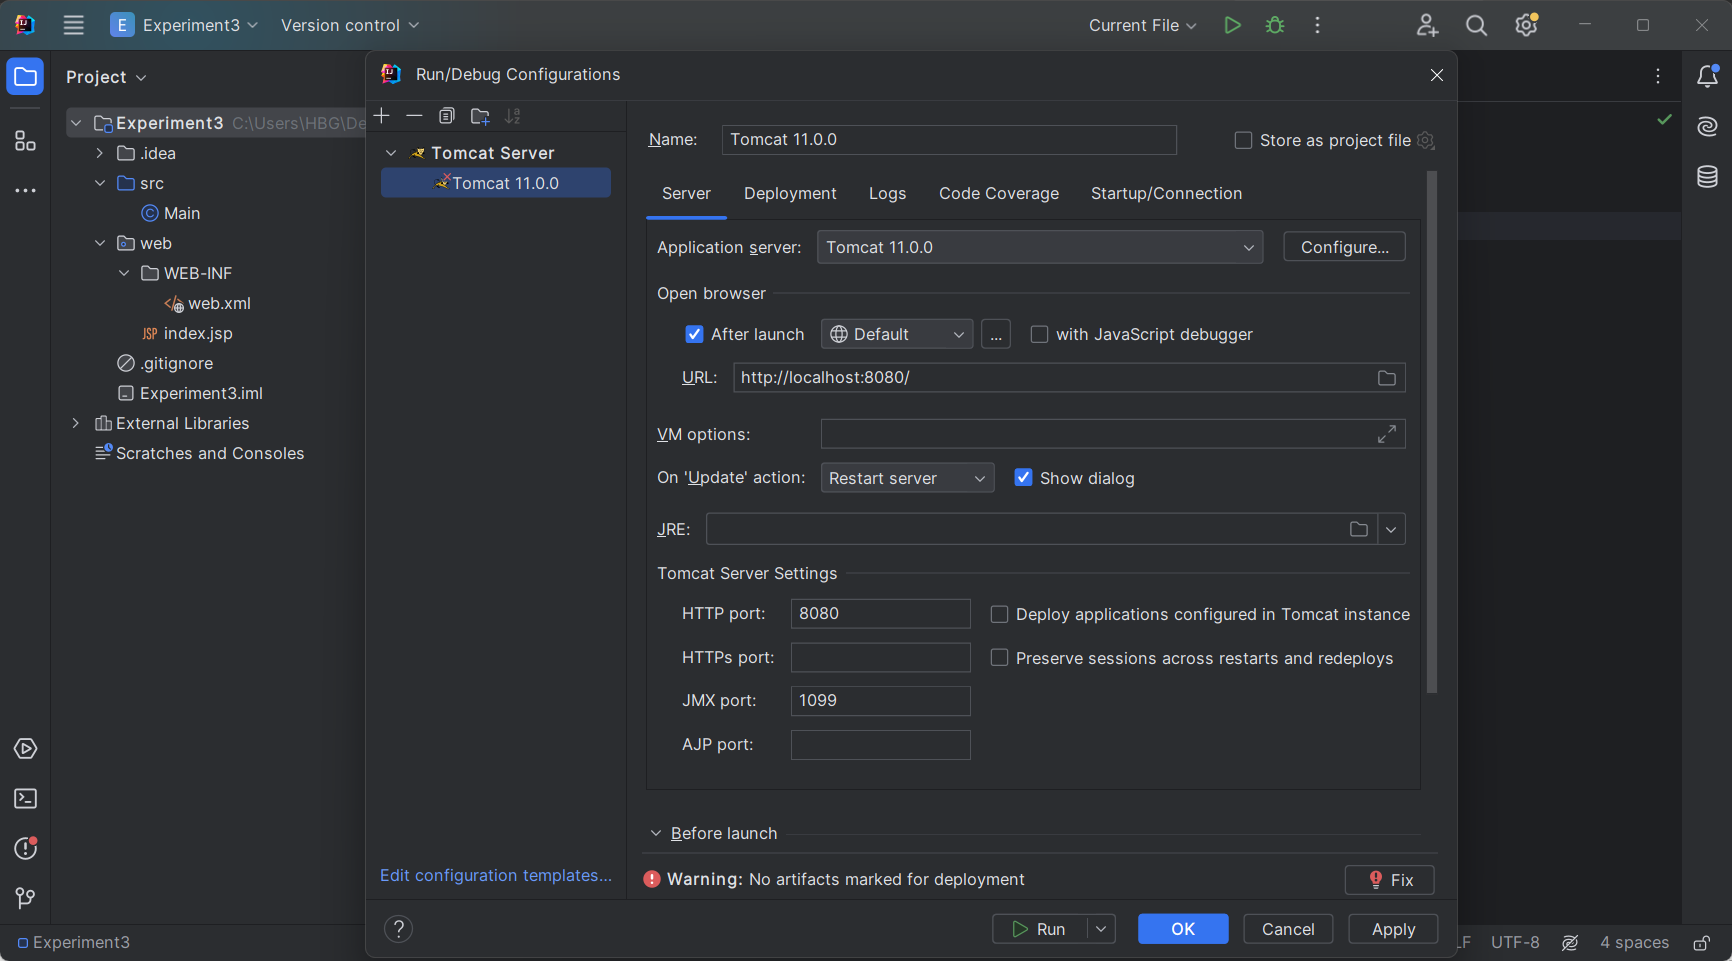 E Experiment3 Version control Current File
Project
Run/Debug Configurations
Experiment3 C:\Users\HBG\De
.idea
src
Main
web
WEB-INF
web.xml
JSP index.jsp
.gitignore
Experiment3.iml
External Libraries
Scratches and Consoles
Tomcat Server
Tomcat 11.0.0
Edit configuration templates...
Name: Tomcat 11.0.0 Store as project file
Server Deployment Logs Code Coverage Startup/Connection
Application server: Tomcat 11.0.0 Configure...
Open browser
After launch Default ... with JavaScript debugger
URL: http://localhost:8080/
VM options:
On 'Update' action: Restart server Show dialog
JRE:
Tomcat Server Settings
HTTP port: 8080 Deploy applications configured in Tomcat instance
HTTPs port: Preserve sessions across restarts and redeploys
JMX port: 1099
AJP port:
Before launch
Warning: No artifacts marked for deployment Fix
? Run OK Cancel Apply
Experiment3 LF UTF-8 4 spaces